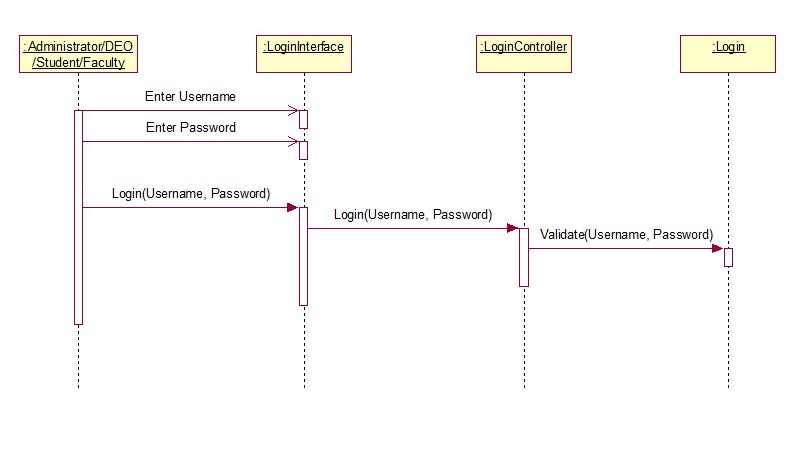 :Administrator/DEO
/Student/Faculty
:LoginInterface
:LoginController
:Login
Enter Username
Enter Password
Login(Username, Password)
Login(Username, Password)
Validate(Username, Password)